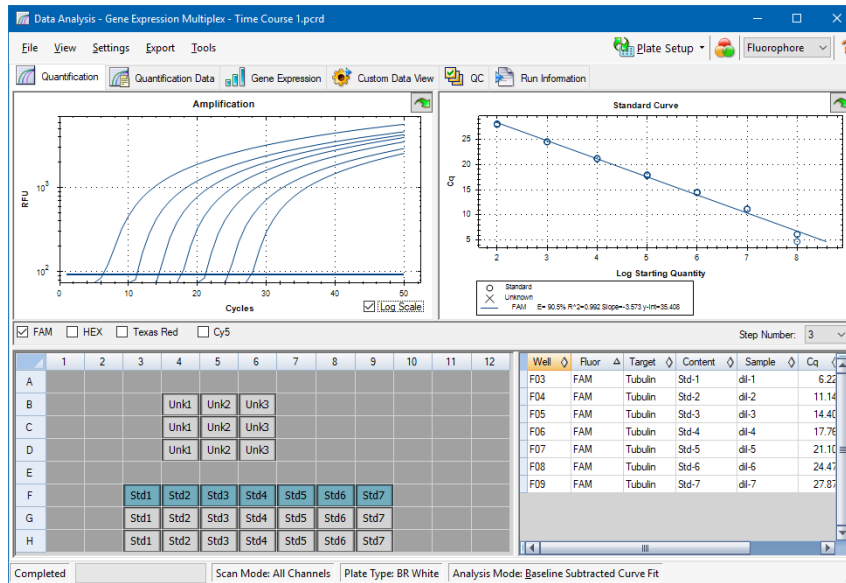 Data Analysis - Gene Expression Multiplex - Time Course 1.pcrd
File View Settings Export Tools
Plate Setup
Fluorophore
Quantification Quantification Data Gene Expression Custom Data View QC Run Information
Amplification
RFU
10^3
10^2
0 10 20 30 40 50
Cycles
Log Scale
Standard Curve
Cq
25
20
15
10
5
2 3 4 5 6 7 8
Log Starting Quantity
Standard
Unknown
FAM E= 90.5% R^2=0.992 Slope=-3.573 y-int=35.408
FAM HEX Texas Red Cy5
Step Number: 3
1 2 3 4 5 6 7 8 9 10 11 12
A
B Unk1 Unk2 Unk3
C Unk1 Unk2 Unk3
D Unk1 Unk2 Unk3
E
F Std1 Std2 Std3 Std4 Std5 Std6 Std7
G Std1 Std2 Std3 Std4 Std5 Std6 Std7
H Std1 Std2 Std3 Std4 Std5 Std6 Std7
Well Fluor Target Content Sample Cq
F03 FAM Tubulin Std-1 dil-1 6.22
F04 FAM Tubulin Std-2 dil-2 11.14
F05 FAM Tubulin Std-3 dil-3 14.40
F06 FAM Tubulin Std-4 dil-4 17.76
F07 FAM Tubulin Std-5 dil-5 21.10
F08 FAM Tubulin Std-6 dil-6 24.47
F09 FAM Tubulin Std-7 dil-7 27.87
Completed
Scan Mode: All Channels Plate Type: BR White Analysis Mode: Baseline Subtracted Curve Fit